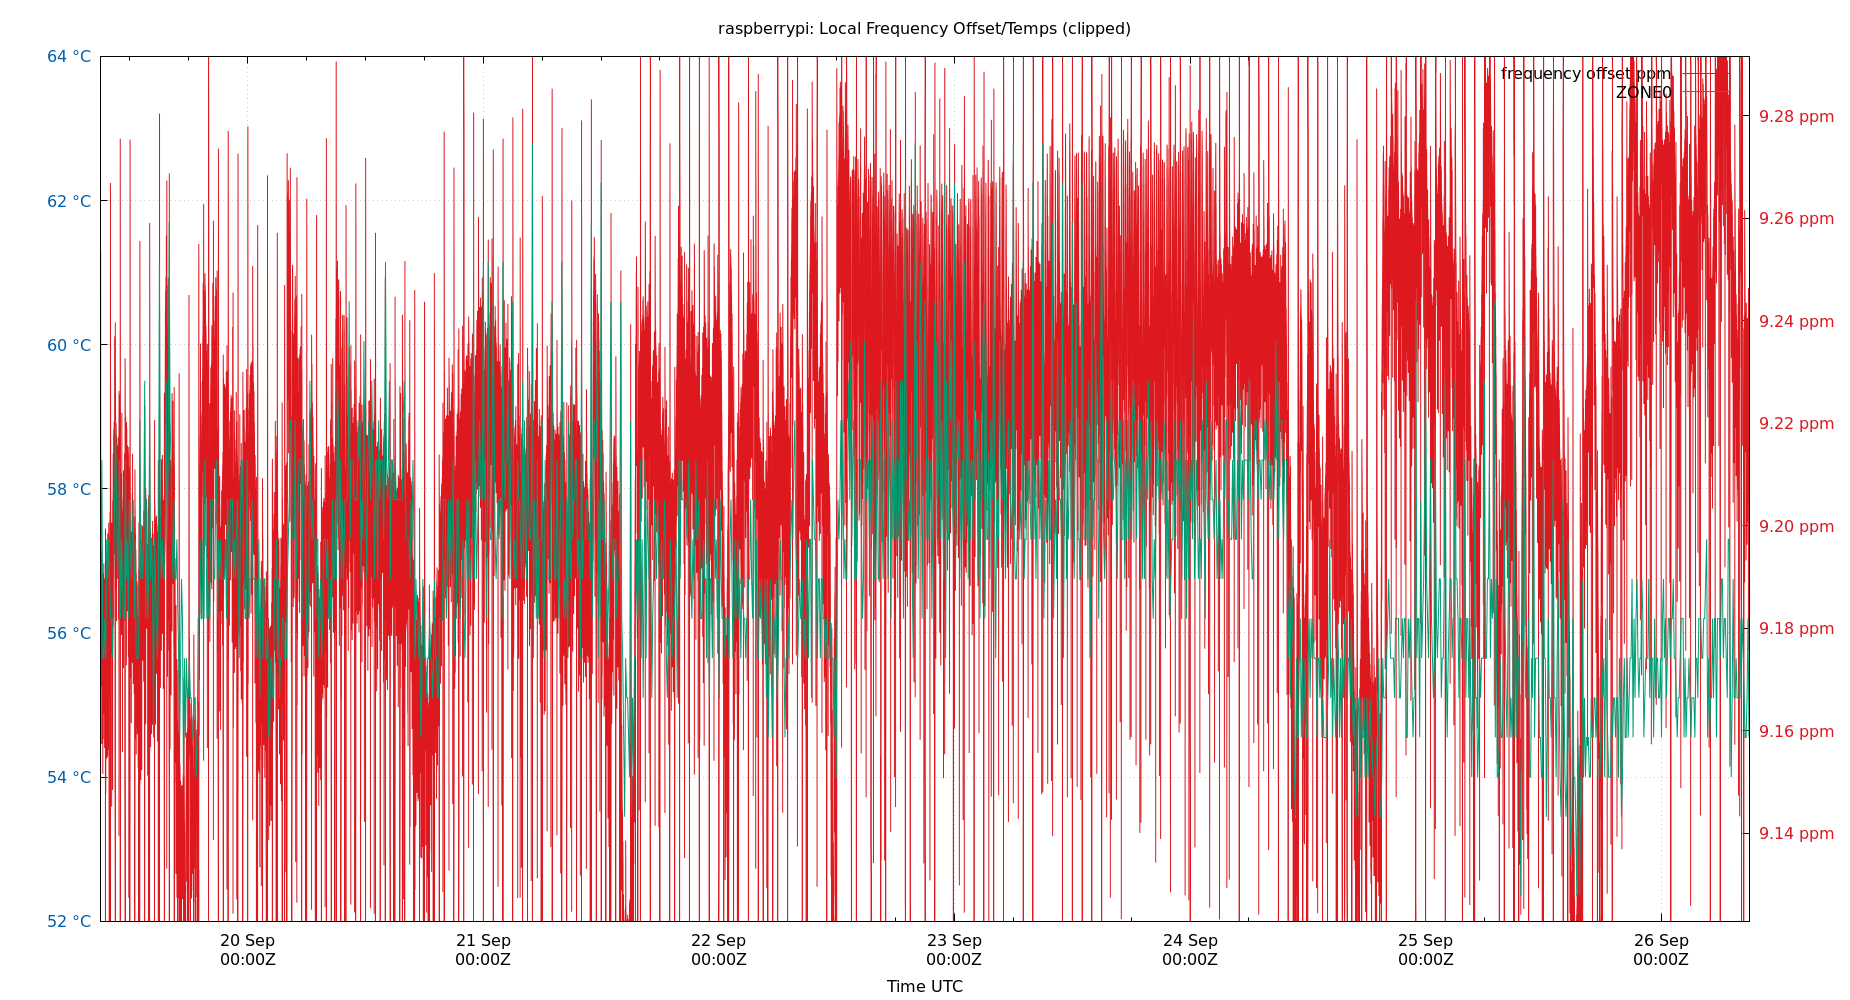 raspberrypi: Local Frequency Offset/Temps (clipped)
64 °C
62 °C
60 °C
58 °C
56 °C
54 °C
52 °C
frequency offset ppm
ZONE0
9.28 ppm
9.26 ppm
9.24 ppm
9.22 ppm
9.20 ppm
9.18 ppm
9.16 ppm
9.14 ppm
20 Sep
00:00Z
21 Sep
00:00Z
22 Sep
00:00Z
23 Sep
00:00Z
24 Sep
00:00Z
25 Sep
00:00Z
26 Sep
00:00Z
Time UTC